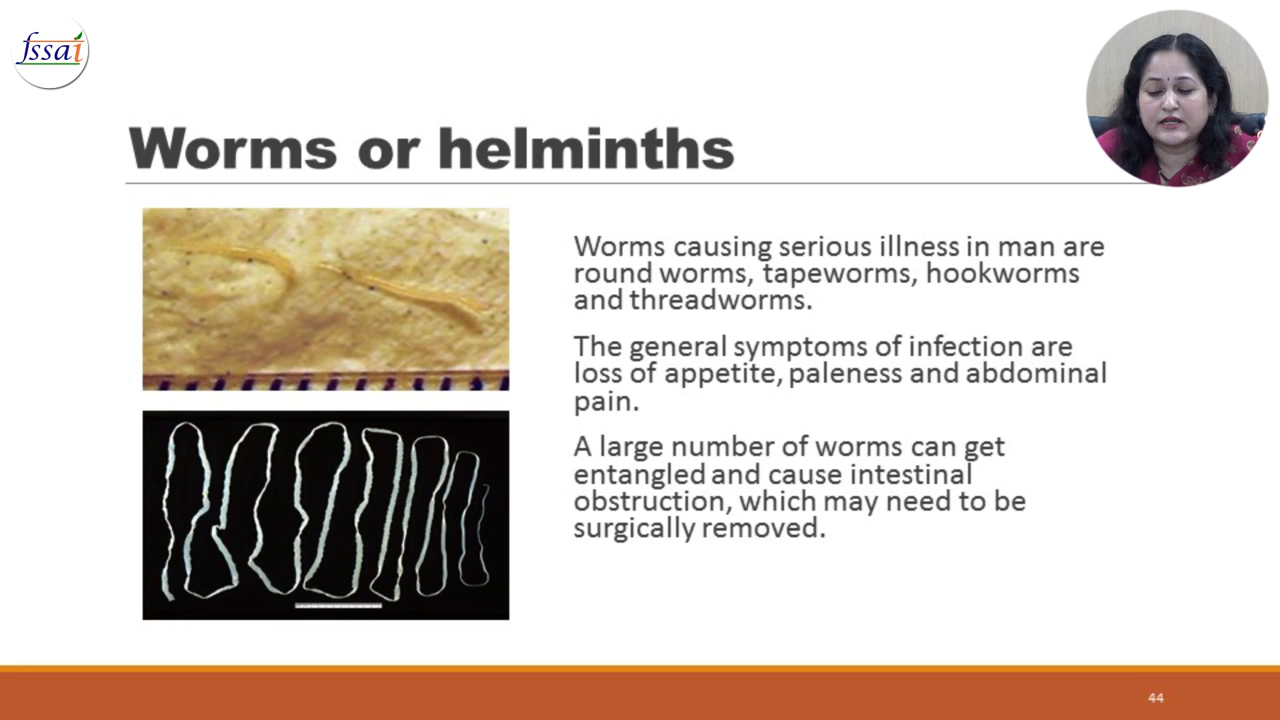 fssai
Worms or helminths
Worms causing serious illness in man are
round worms, tapeworms, hookworms
and threadworms.
The general symptoms of infection are
loss of appetite, paleness and abdominal
pain.
A large number of worms can get
entangled and cause intestinal
obstruction, which may need to be
surgically removed.
44